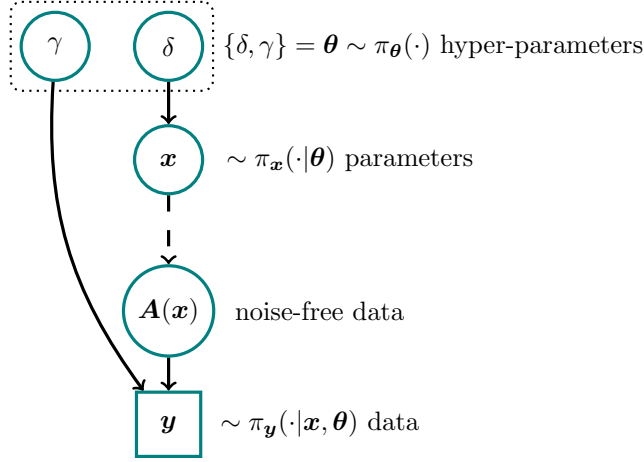 γ δ {δ, γ} = θ ∼ π_θ(·) hyper-parameters
x ∼ π_x(·|θ) parameters
A(x) noise-free data
y ∼ π_y(·|x, θ) data